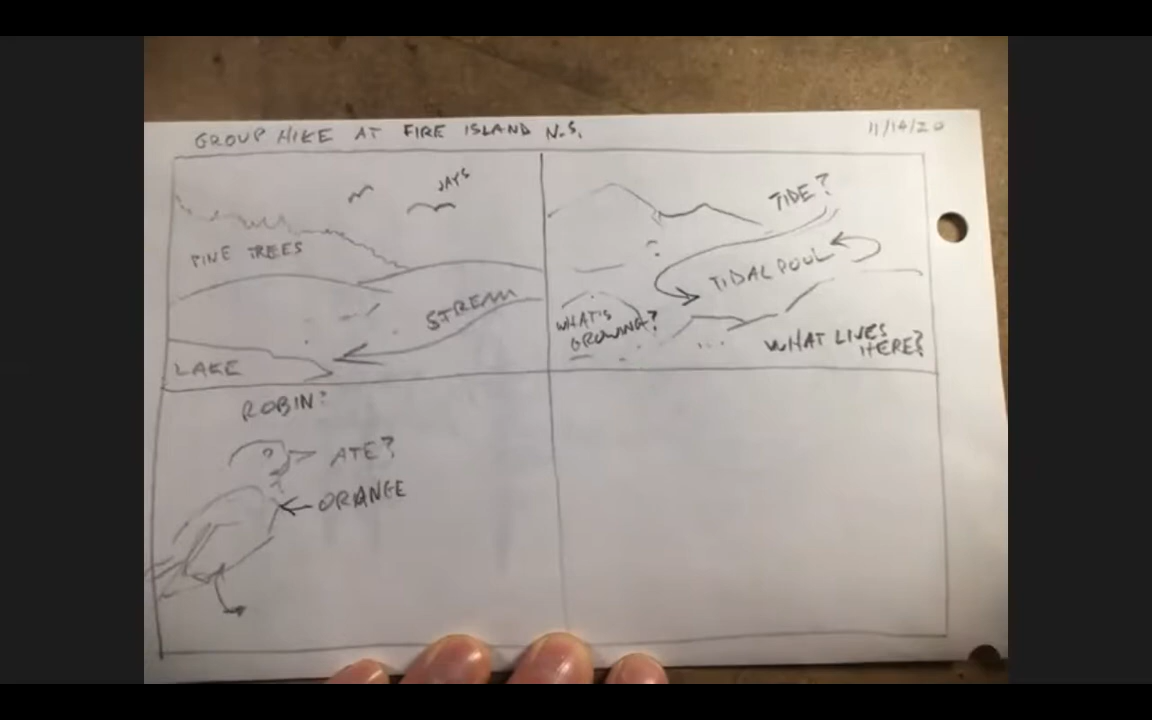 GROUP HIKE AT FIRE ISLAND N.S.
11/14/20
JAYS
PINE TREES
STREAM
LAKE
TIDE?
TIDAL POOL
WHAT'S
GROWING?
WHAT LIVES
HERE?
ROBIN?
ATE?
ORANGE